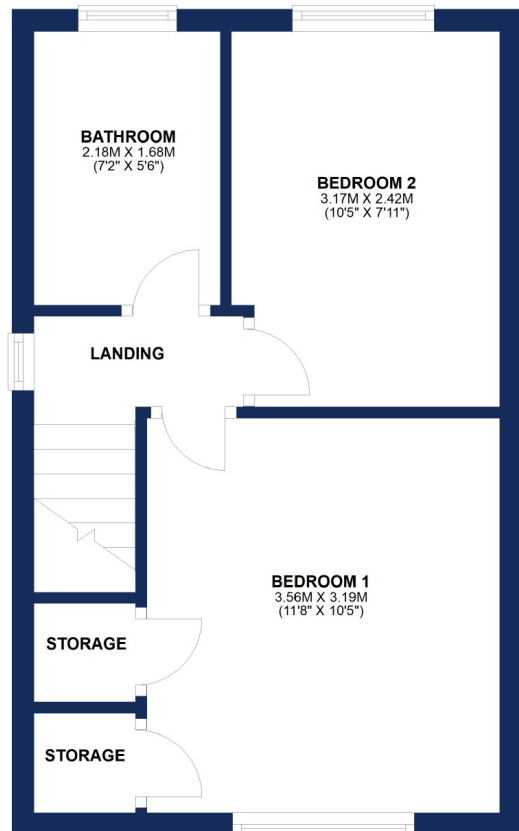 BATHROOM
2.18M X 1.68M
(7'2" X 5'6")
BEDROOM 2
3.17M X 2.42M
(10'5" X 7'11")
LANDING
BEDROOM 1
3.56M X 3.19M
(11'8" X 10'5")
STORAGE
STORAGE